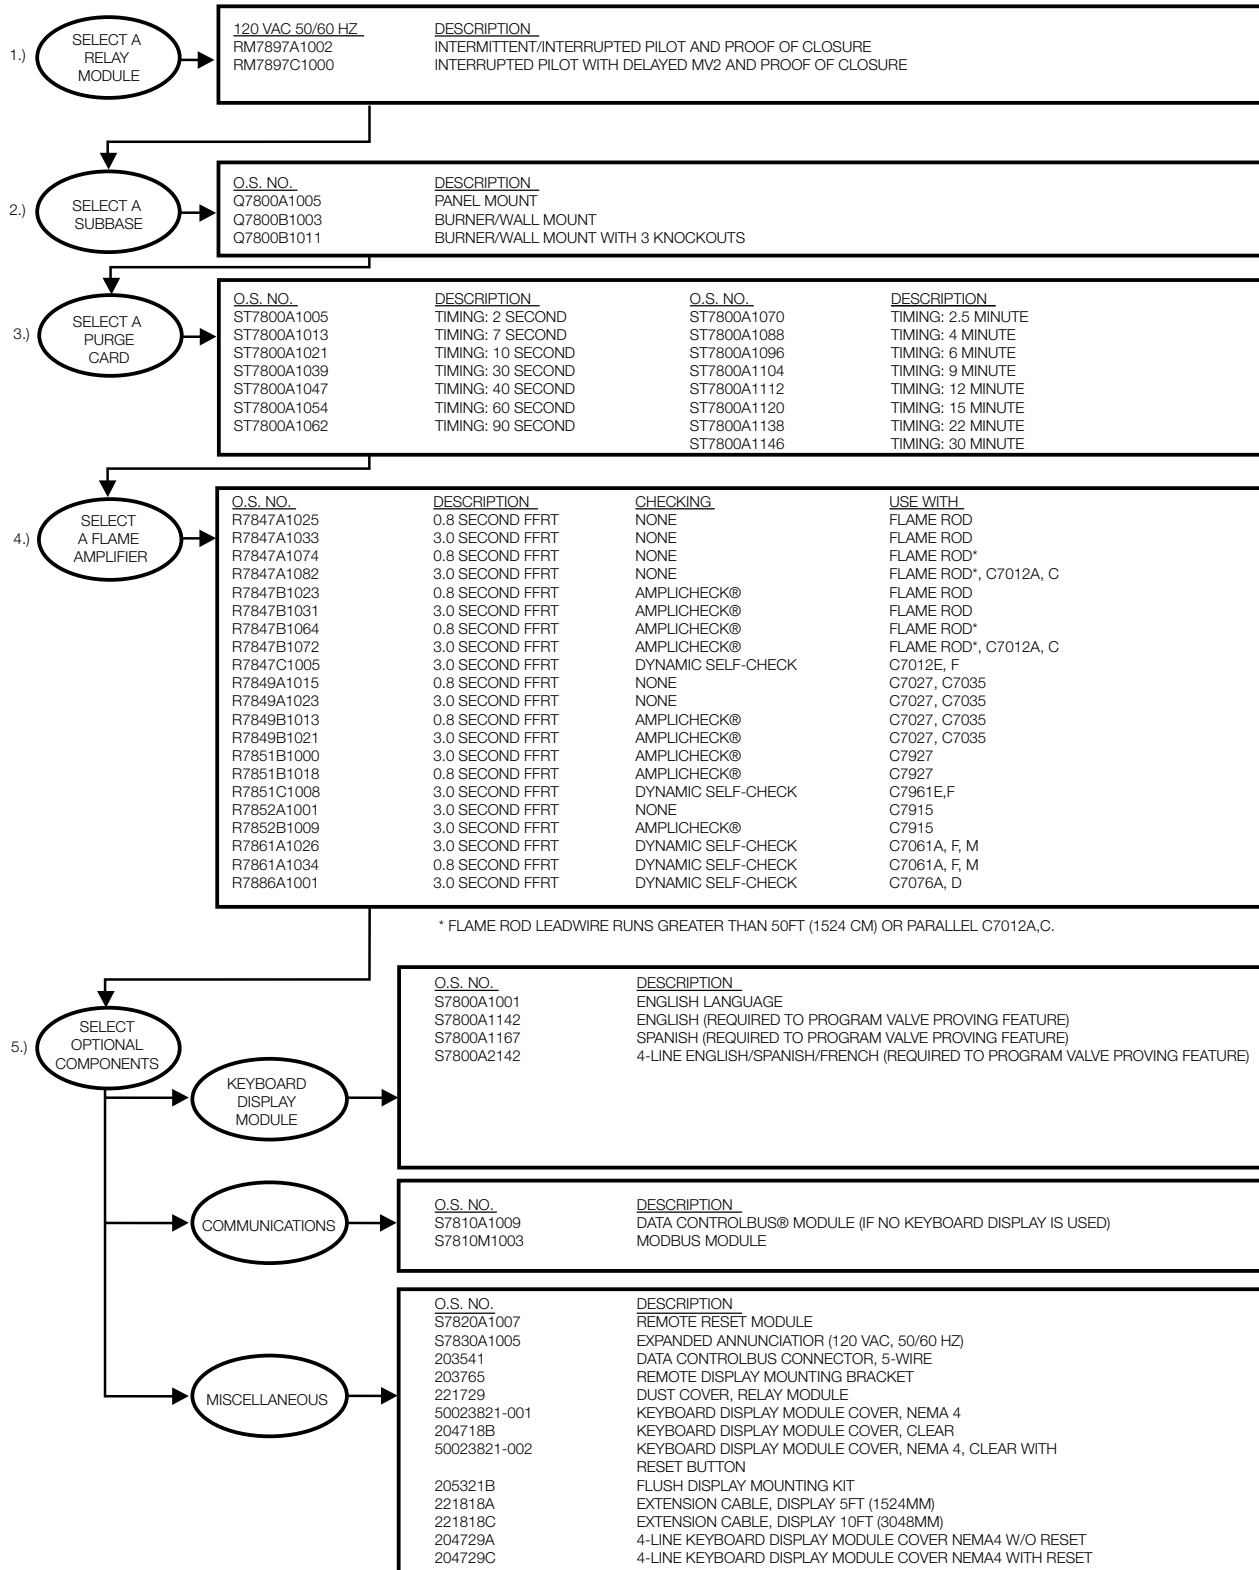 1.)
SELECT A
RELAY
MODULE
120 VAC 50/60 HZ DESCRIPTION
RM7897A1002 INTERMITTENT/INTERRUPTED PILOT AND PROOF OF CLOSURE
RM7897C1000 INTERRUPTED PILOT WITH DELAYED MV2 AND PROOF OF CLOSURE
2.)
SELECT A
SUBBASE
O.S. NO. DESCRIPTION
Q7800A1005 PANEL MOUNT
Q7800B1003 BURNER/WALL MOUNT
Q7800B1011 BURNER/WALL MOUNT WITH 3 KNOCKOUTS
3.)
SELECT A
PURGE
CARD
O.S. NO. DESCRIPTION O.S. NO. DESCRIPTION
ST7800A1005 TIMING: 2 SECOND ST7800A1070 TIMING: 2.5 MINUTE
ST7800A1013 TIMING: 7 SECOND ST7800A1088 TIMING: 4 MINUTE
ST7800A1021 TIMING: 10 SECOND ST7800A1096 TIMING: 6 MINUTE
ST7800A1039 TIMING: 30 SECOND ST7800A1104 TIMING: 9 MINUTE
ST7800A1047 TIMING: 40 SECOND ST7800A1112 TIMING: 12 MINUTE
ST7800A1054 TIMING: 60 SECOND ST7800A1120 TIMING: 15 MINUTE
ST7800A1062 TIMING: 90 SECOND ST7800A1138 TIMING: 22 MINUTE
ST7800A1146 TIMING: 30 MINUTE
4.)
SELECT
A FLAME
AMPLIFIER
O.S. NO. DESCRIPTION CHECKING USE WITH
R7847A1025 0.8 SECOND FFRT NONE FLAME ROD
R7847A1033 3.0 SECOND FFRT NONE FLAME ROD
R7847A1074 0.8 SECOND FFRT NONE FLAME ROD*
R7847A1082 3.0 SECOND FFRT NONE FLAME ROD*, C7012A, C
R7847B1023 0.8 SECOND FFRT AMPLICHECK® FLAME ROD
R7847B1031 3.0 SECOND FFRT AMPLICHECK® FLAME ROD
R7847B1064 0.8 SECOND FFRT AMPLICHECK® FLAME ROD*
R7847B1072 3.0 SECOND FFRT AMPLICHECK® FLAME ROD*, C7012A, C
R7847C1005 3.0 SECOND FFRT DYNAMIC SELF-CHECK C7012E, F
R7849A1015 0.8 SECOND FFRT NONE C7027, C7035
R7849A1023 3.0 SECOND FFRT NONE C7027, C7035
R7849B1013 0.8 SECOND FFRT AMPLICHECK® C7027, C7035
R7849B1021 3.0 SECOND FFRT AMPLICHECK® C7027, C7035
R7851B1000 3.0 SECOND FFRT AMPLICHECK® C7927
R7851B1018 0.8 SECOND FFRT AMPLICHECK® C7927
R7851C1008 3.0 SECOND FFRT DYNAMIC SELF-CHECK C7961E,F
R7852A1001 3.0 SECOND FFRT NONE C7915
R7852B1009 3.0 SECOND FFRT AMPLICHECK® C7915
R7861A1026 3.0 SECOND FFRT DYNAMIC SELF-CHECK C7061A, F, M
R7861A1034 0.8 SECOND FFRT DYNAMIC SELF-CHECK C7061A, F, M
R7886A1001 3.0 SECOND FFRT DYNAMIC SELF-CHECK C7076A, D
* FLAME ROD LEADWIRE RUNS GREATER THAN 50FT (1524 CM) OR PARALLEL C7012A,C.
5.)
SELECT
OPTIONAL
COMPONENTS
KEYBOARD
DISPLAY
MODULE
O.S. NO. DESCRIPTION
S7800A1001 ENGLISH LANGUAGE
S7800A1142 ENGLISH (REQUIRED TO PROGRAM VALVE PROVING FEATURE)
S7800A1167 SPANISH (REQUIRED TO PROGRAM VALVE PROVING FEATURE)
S7800A2142 4-LINE ENGLISH/SPANISH/FRENCH (REQUIRED TO PROGRAM VALVE PROVING FEATURE)
COMMUNICATIONS
O.S. NO. DESCRIPTION
S7810A1009 DATA CONTROLBUS® MODULE (IF NO KEYBOARD DISPLAY IS USED)
S7810M1003 MODBUS MODULE
MISCELLANEOUS
O.S. NO. DESCRIPTION
S7820A1007 REMOTE RESET MODULE
S7830A1005 EXPANDED ANNUNCIATIOR (120 VAC, 50/60 HZ)
203541 DATA CONTROLBUS CONNECTOR, 5-WIRE
203765 REMOTE DISPLAY MOUNTING BRACKET
221729 DUST COVER, RELAY MODULE
50023821-001 KEYBOARD DISPLAY MODULE COVER, NEMA 4
204718B KEYBOARD DISPLAY MODULE COVER, CLEAR
50023821-002 KEYBOARD DISPLAY MODULE COVER, NEMA 4, CLEAR WITH
RESET BUTTON
205321B FLUSH DISPLAY MOUNTING KIT
221818A EXTENSION CABLE, DISPLAY 5FT (1524MM)
221818C EXTENSION CABLE, DISPLAY 10FT (3048MM)
204729A 4-LINE KEYBOARD DISPLAY MODULE COVER NEMA4 W/O RESET
204729C 4-LINE KEYBOARD DISPLAY MODULE COVER NEMA4 WITH RESET